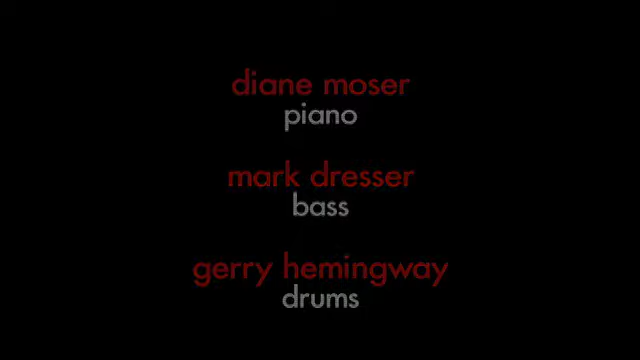 diane moser
piano
mark dresser
bass
gerry hemingway
drums